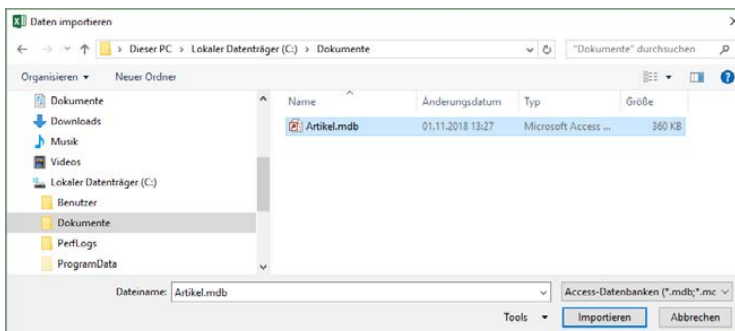 Daten importieren
Dieser PC > Lokaler Datenträger (C:) > Dokumente
"Dokumente" durchsuchen
Organisieren Neuer Ordner
Name Änderungsdatum Typ Größe
Artikel.mdb 01.11.2018 13:27 Microsoft Access ... 360 KB
Dokumente
Downloads
Musik
Videos
Lokaler Datenträger (C:)
Benutzer
Dokumente
PerfLogs
ProgramData
Dateiname: Artikel.mdb Access-Datenbanken (*.mdb;*.mc
Tools Importieren Abbrechen